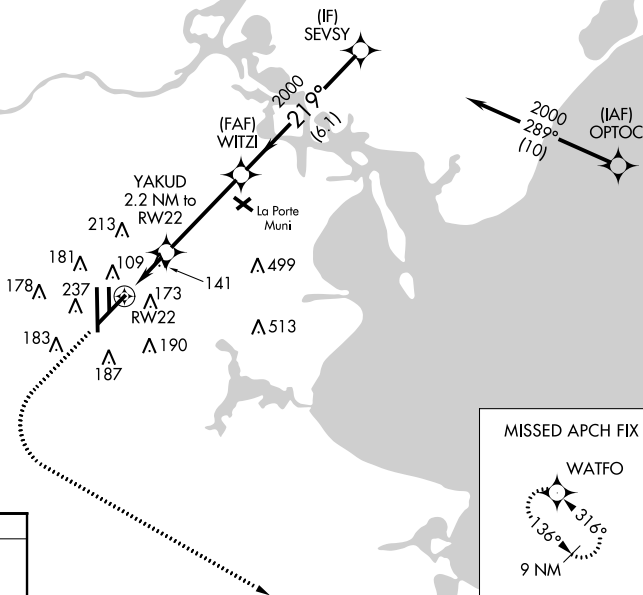 (IF)
SEVSY
2000
219°
(6.1)
(FAF)
WITZI
2000
289°
(10)
(IAF)
OPTOC
YAKUD
2.2 NM to
RW22
La Porte
Muni
213
181
109
141
499
178
237
173
RW22
513
183
190
187
MISSED APCH FIX
WATFO
316°
136°
9 NM